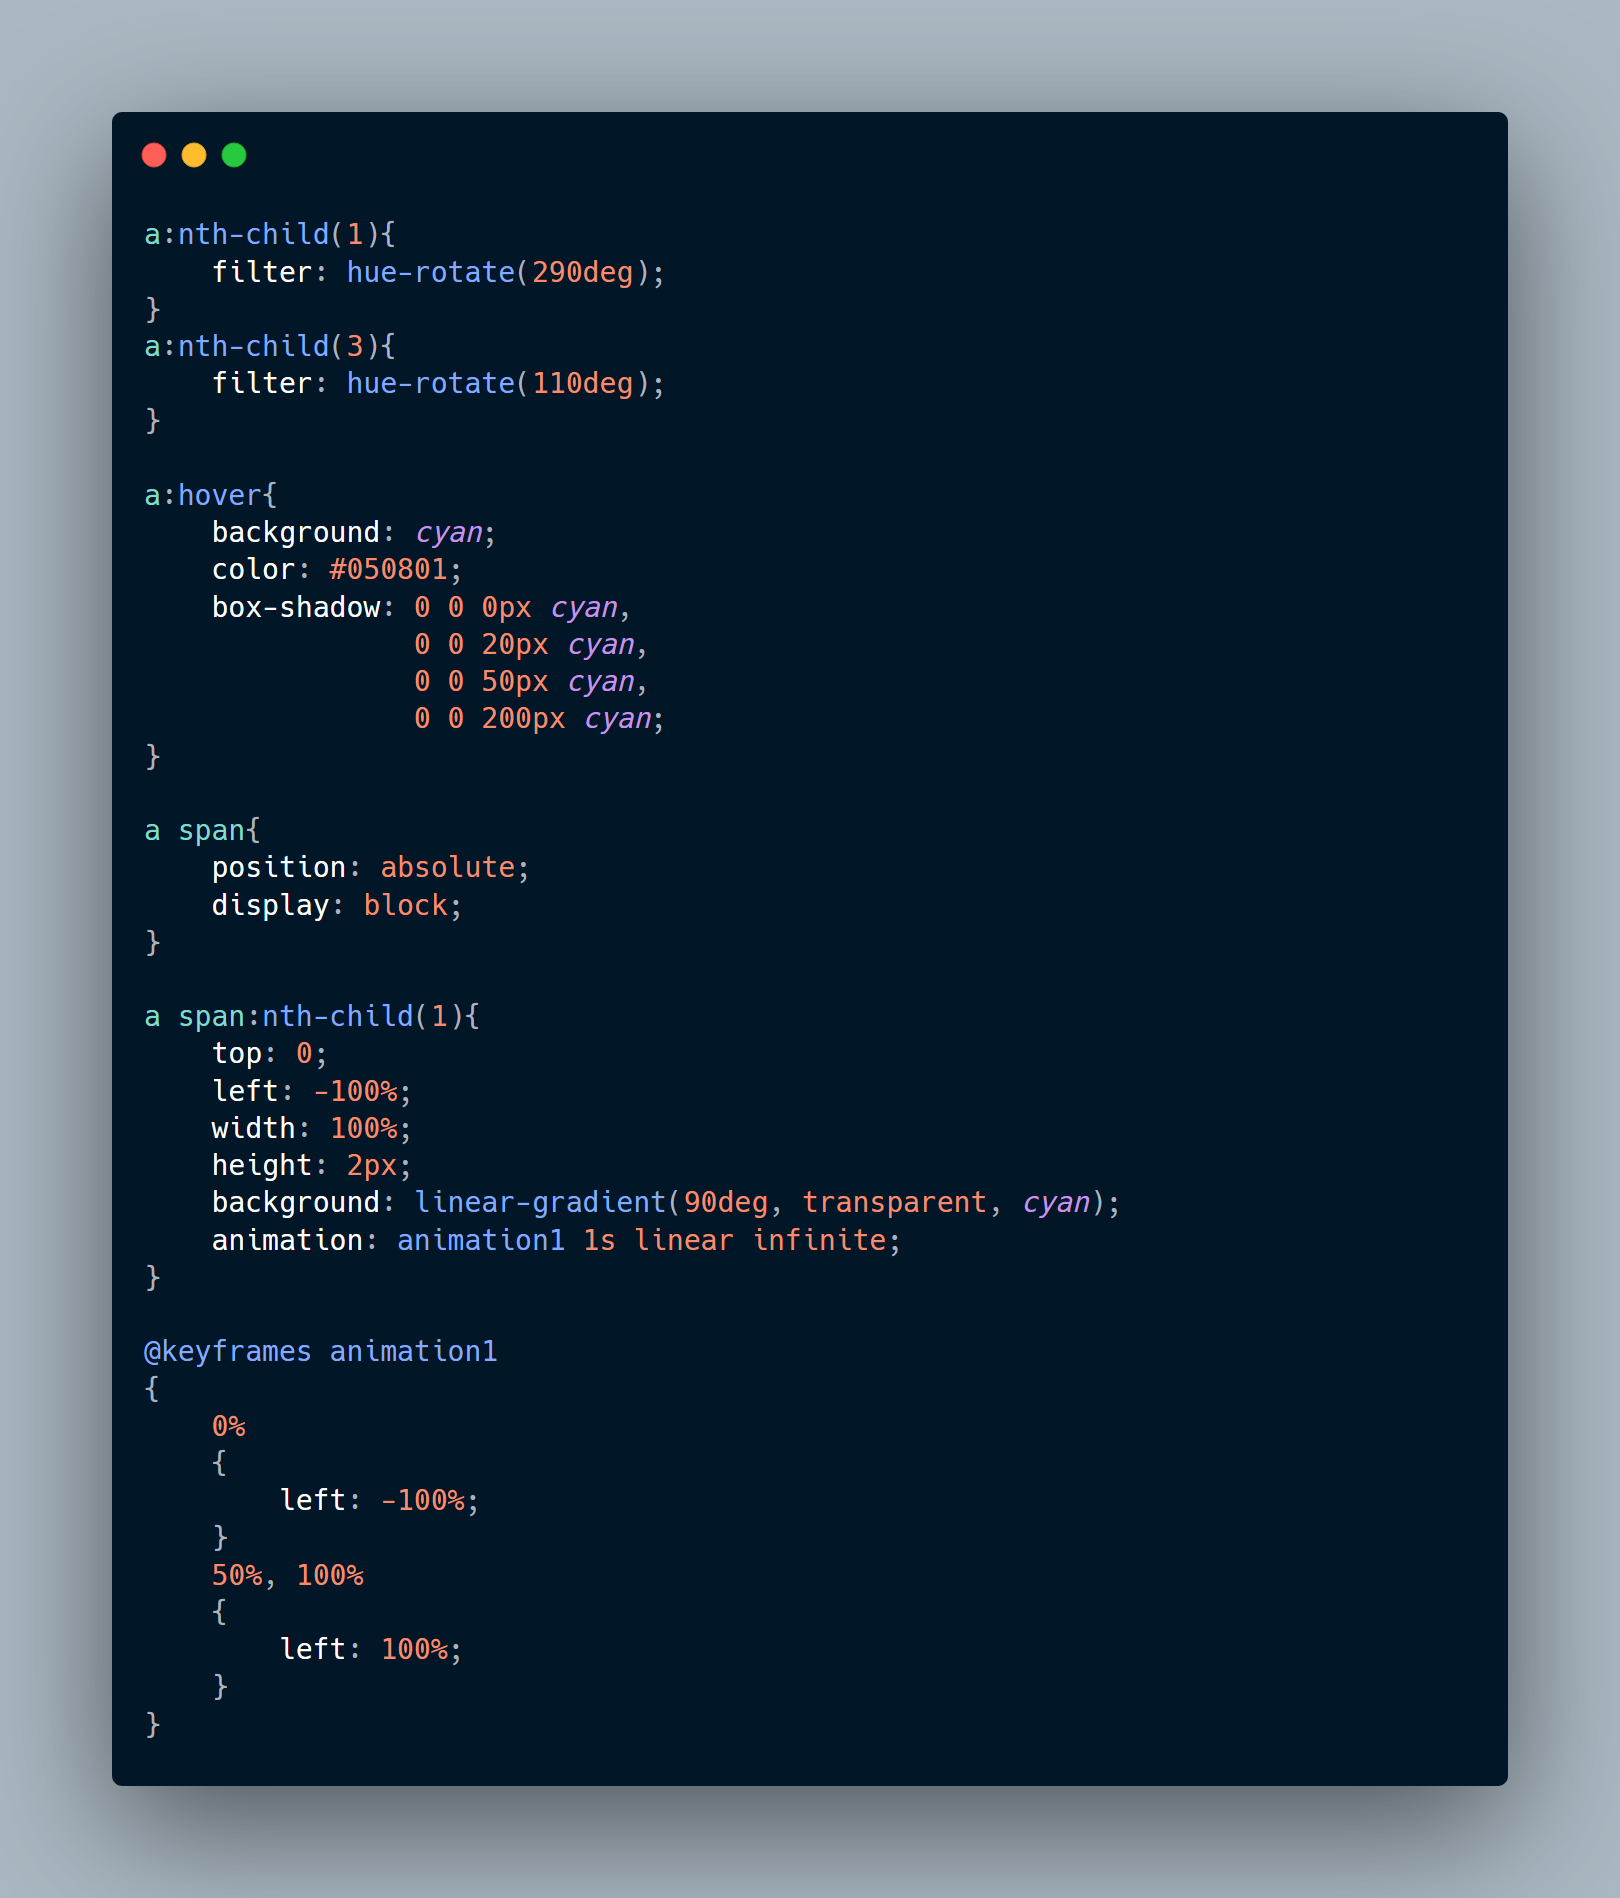 a:nth-child(1){
    filter: hue-rotate(290deg);
}
a:nth-child(3){
    filter: hue-rotate(110deg);
}

a:hover{
    background: cyan;
    color: #050801;
    box-shadow: 0 0 0px cyan,
                0 0 20px cyan,
                0 0 50px cyan,
                0 0 200px cyan;
}

a span{
    position: absolute;
    display: block;
}

a span:nth-child(1){
    top: 0;
    left: -100%;
    width: 100%;
    height: 2px;
    background: linear-gradient(90deg, transparent, cyan);
    animation: animation1 1s linear infinite;
}

@keyframes animation1
{
    0%
    {
        left: -100%;
    }
    50%, 100%
    {
        left: 100%;
    }
}